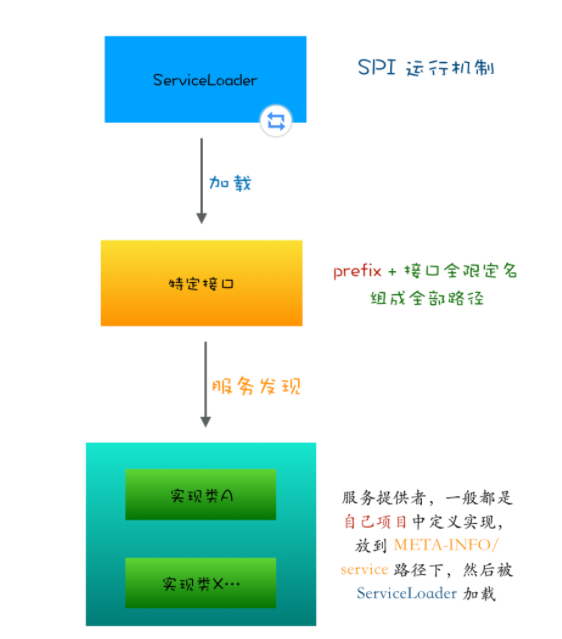 ServiceLoader
SPI 运行机制
加载
特定接口
prefix + 接口全限定名
组成全部路径
服务发现
实现类A
实现类X...
服务提供者，一般都是
自己项目中定义实现，
放到 META-INFO/
service 路径下，然后被
ServiceLoader 加载